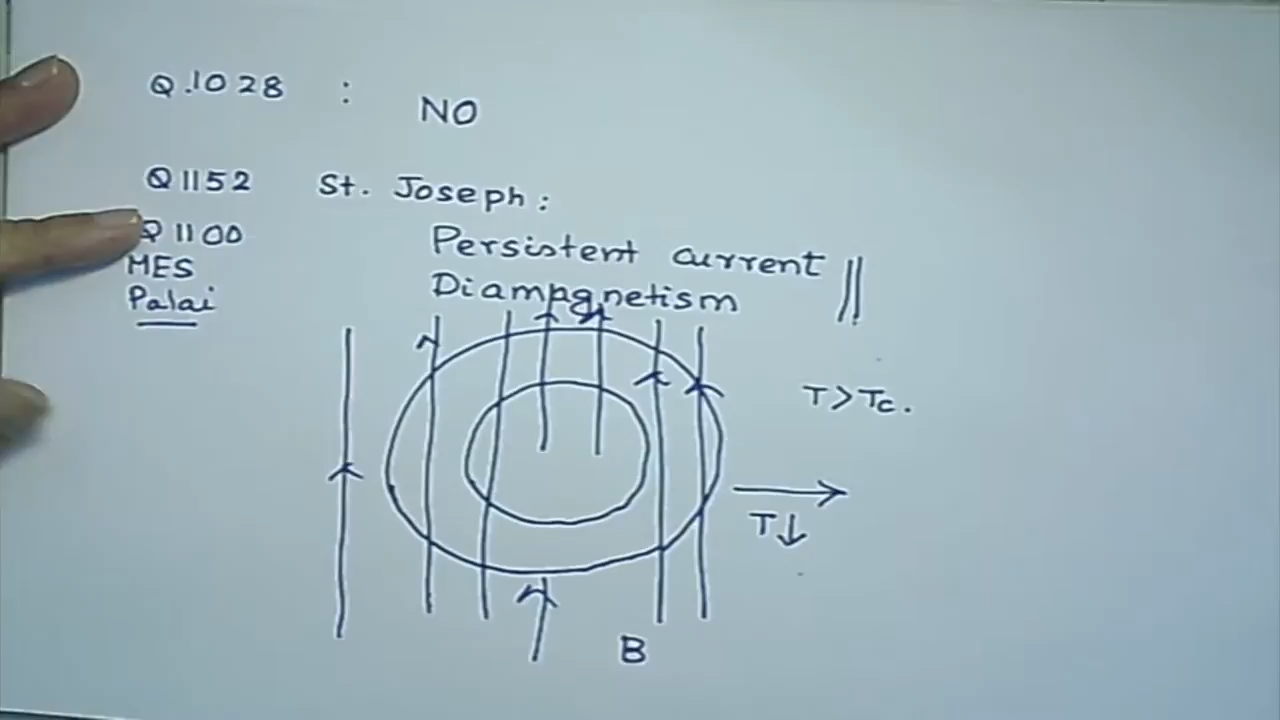 Q.1028 : NO
Q1152 St. Joseph:
Q1100 Persistent current
MES
Palai Diamagnetism
T>Tc.
T↓
B